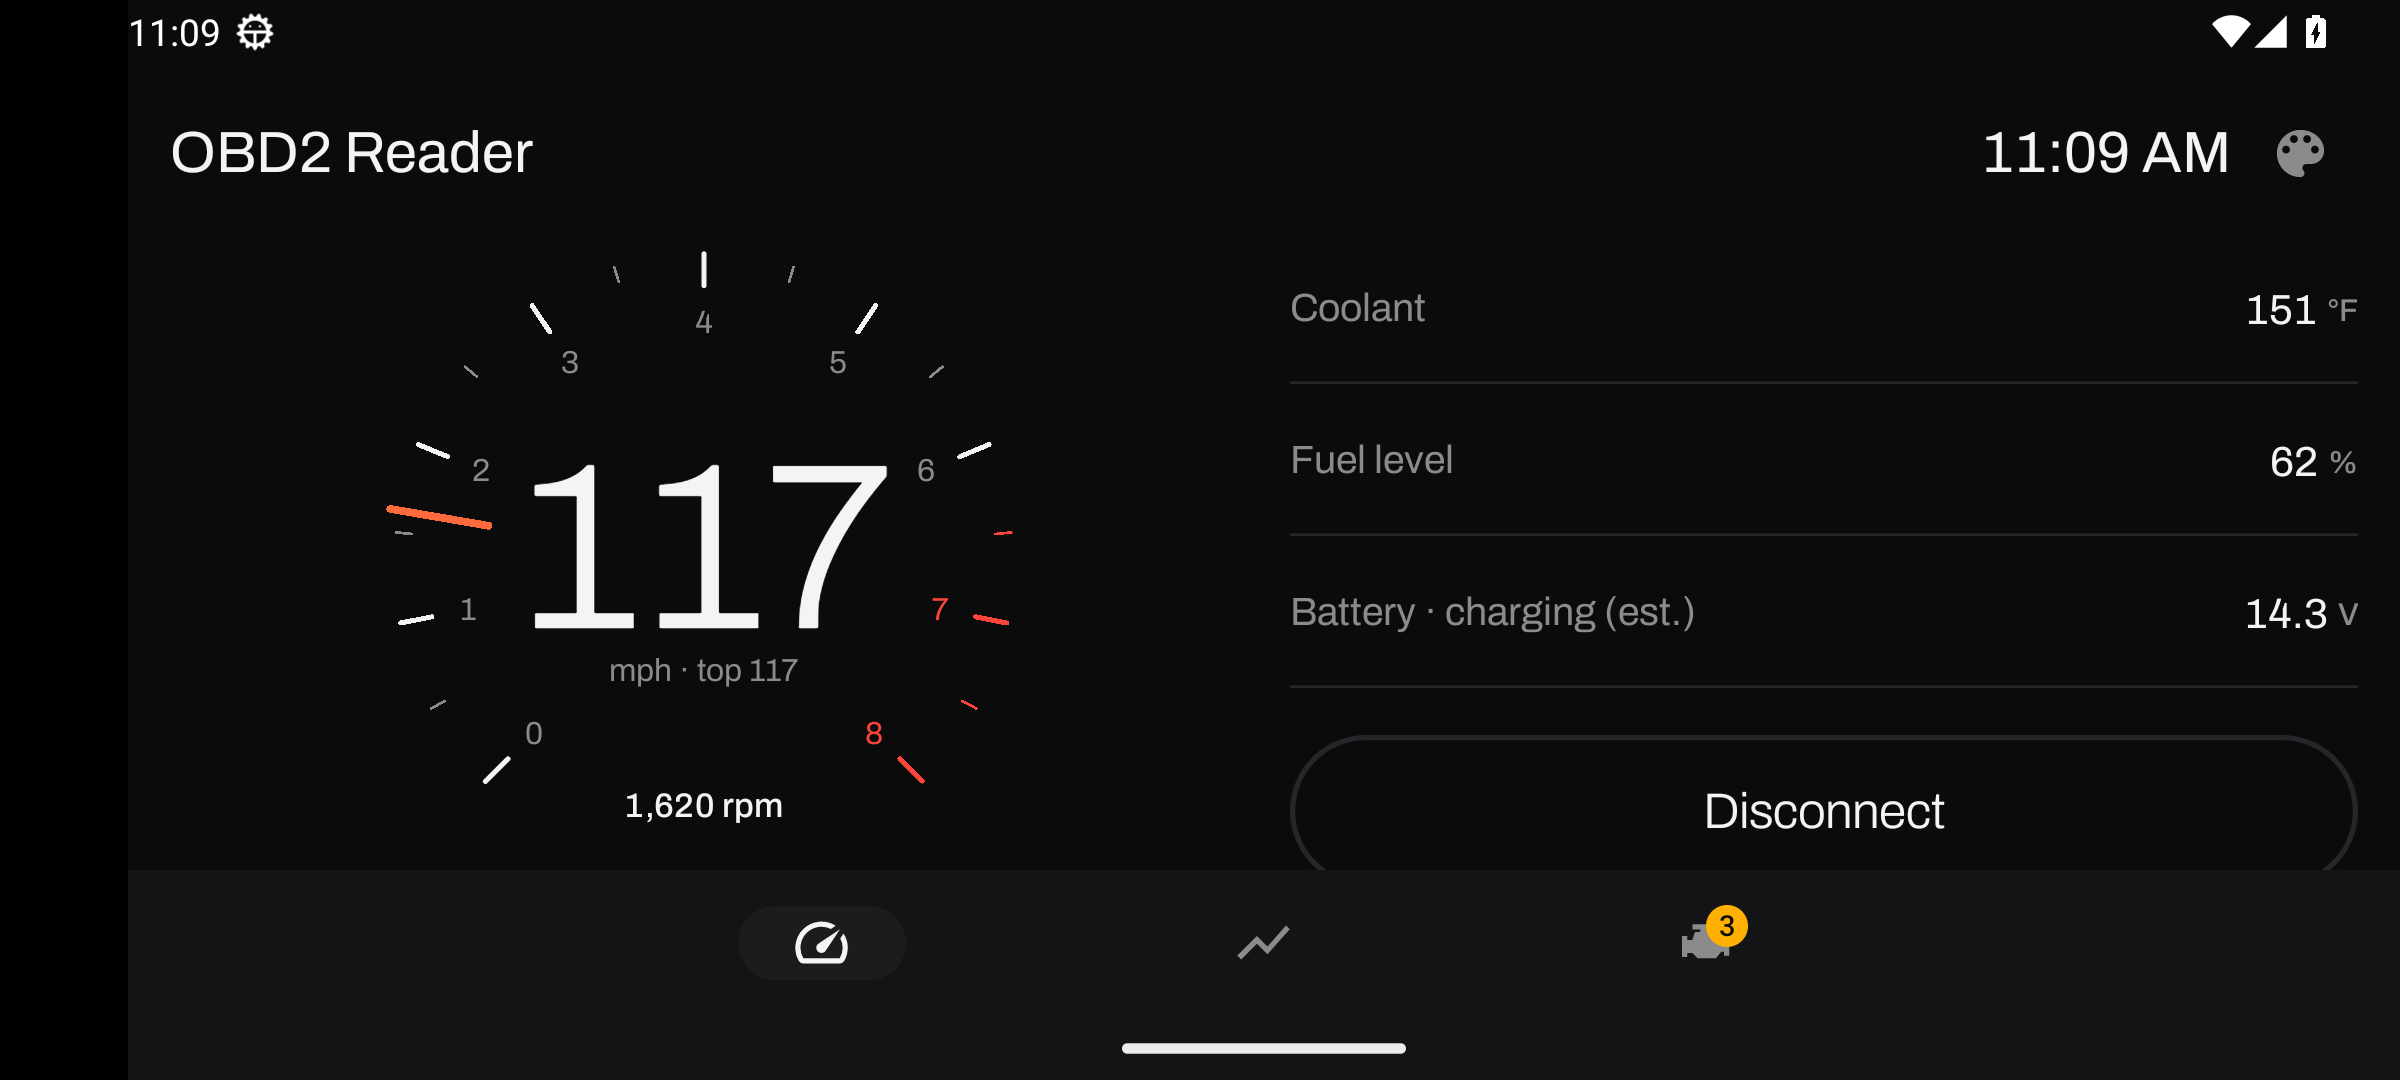 11:09
OBD2 Reader
11:09 AM
4
3
5
2
6
117
1
7
mph · top 117
0
8
1,620 rpm
Coolant
151 °F
Fuel level
62 %
Battery · charging (est.)
14.3 V
Disconnect
3